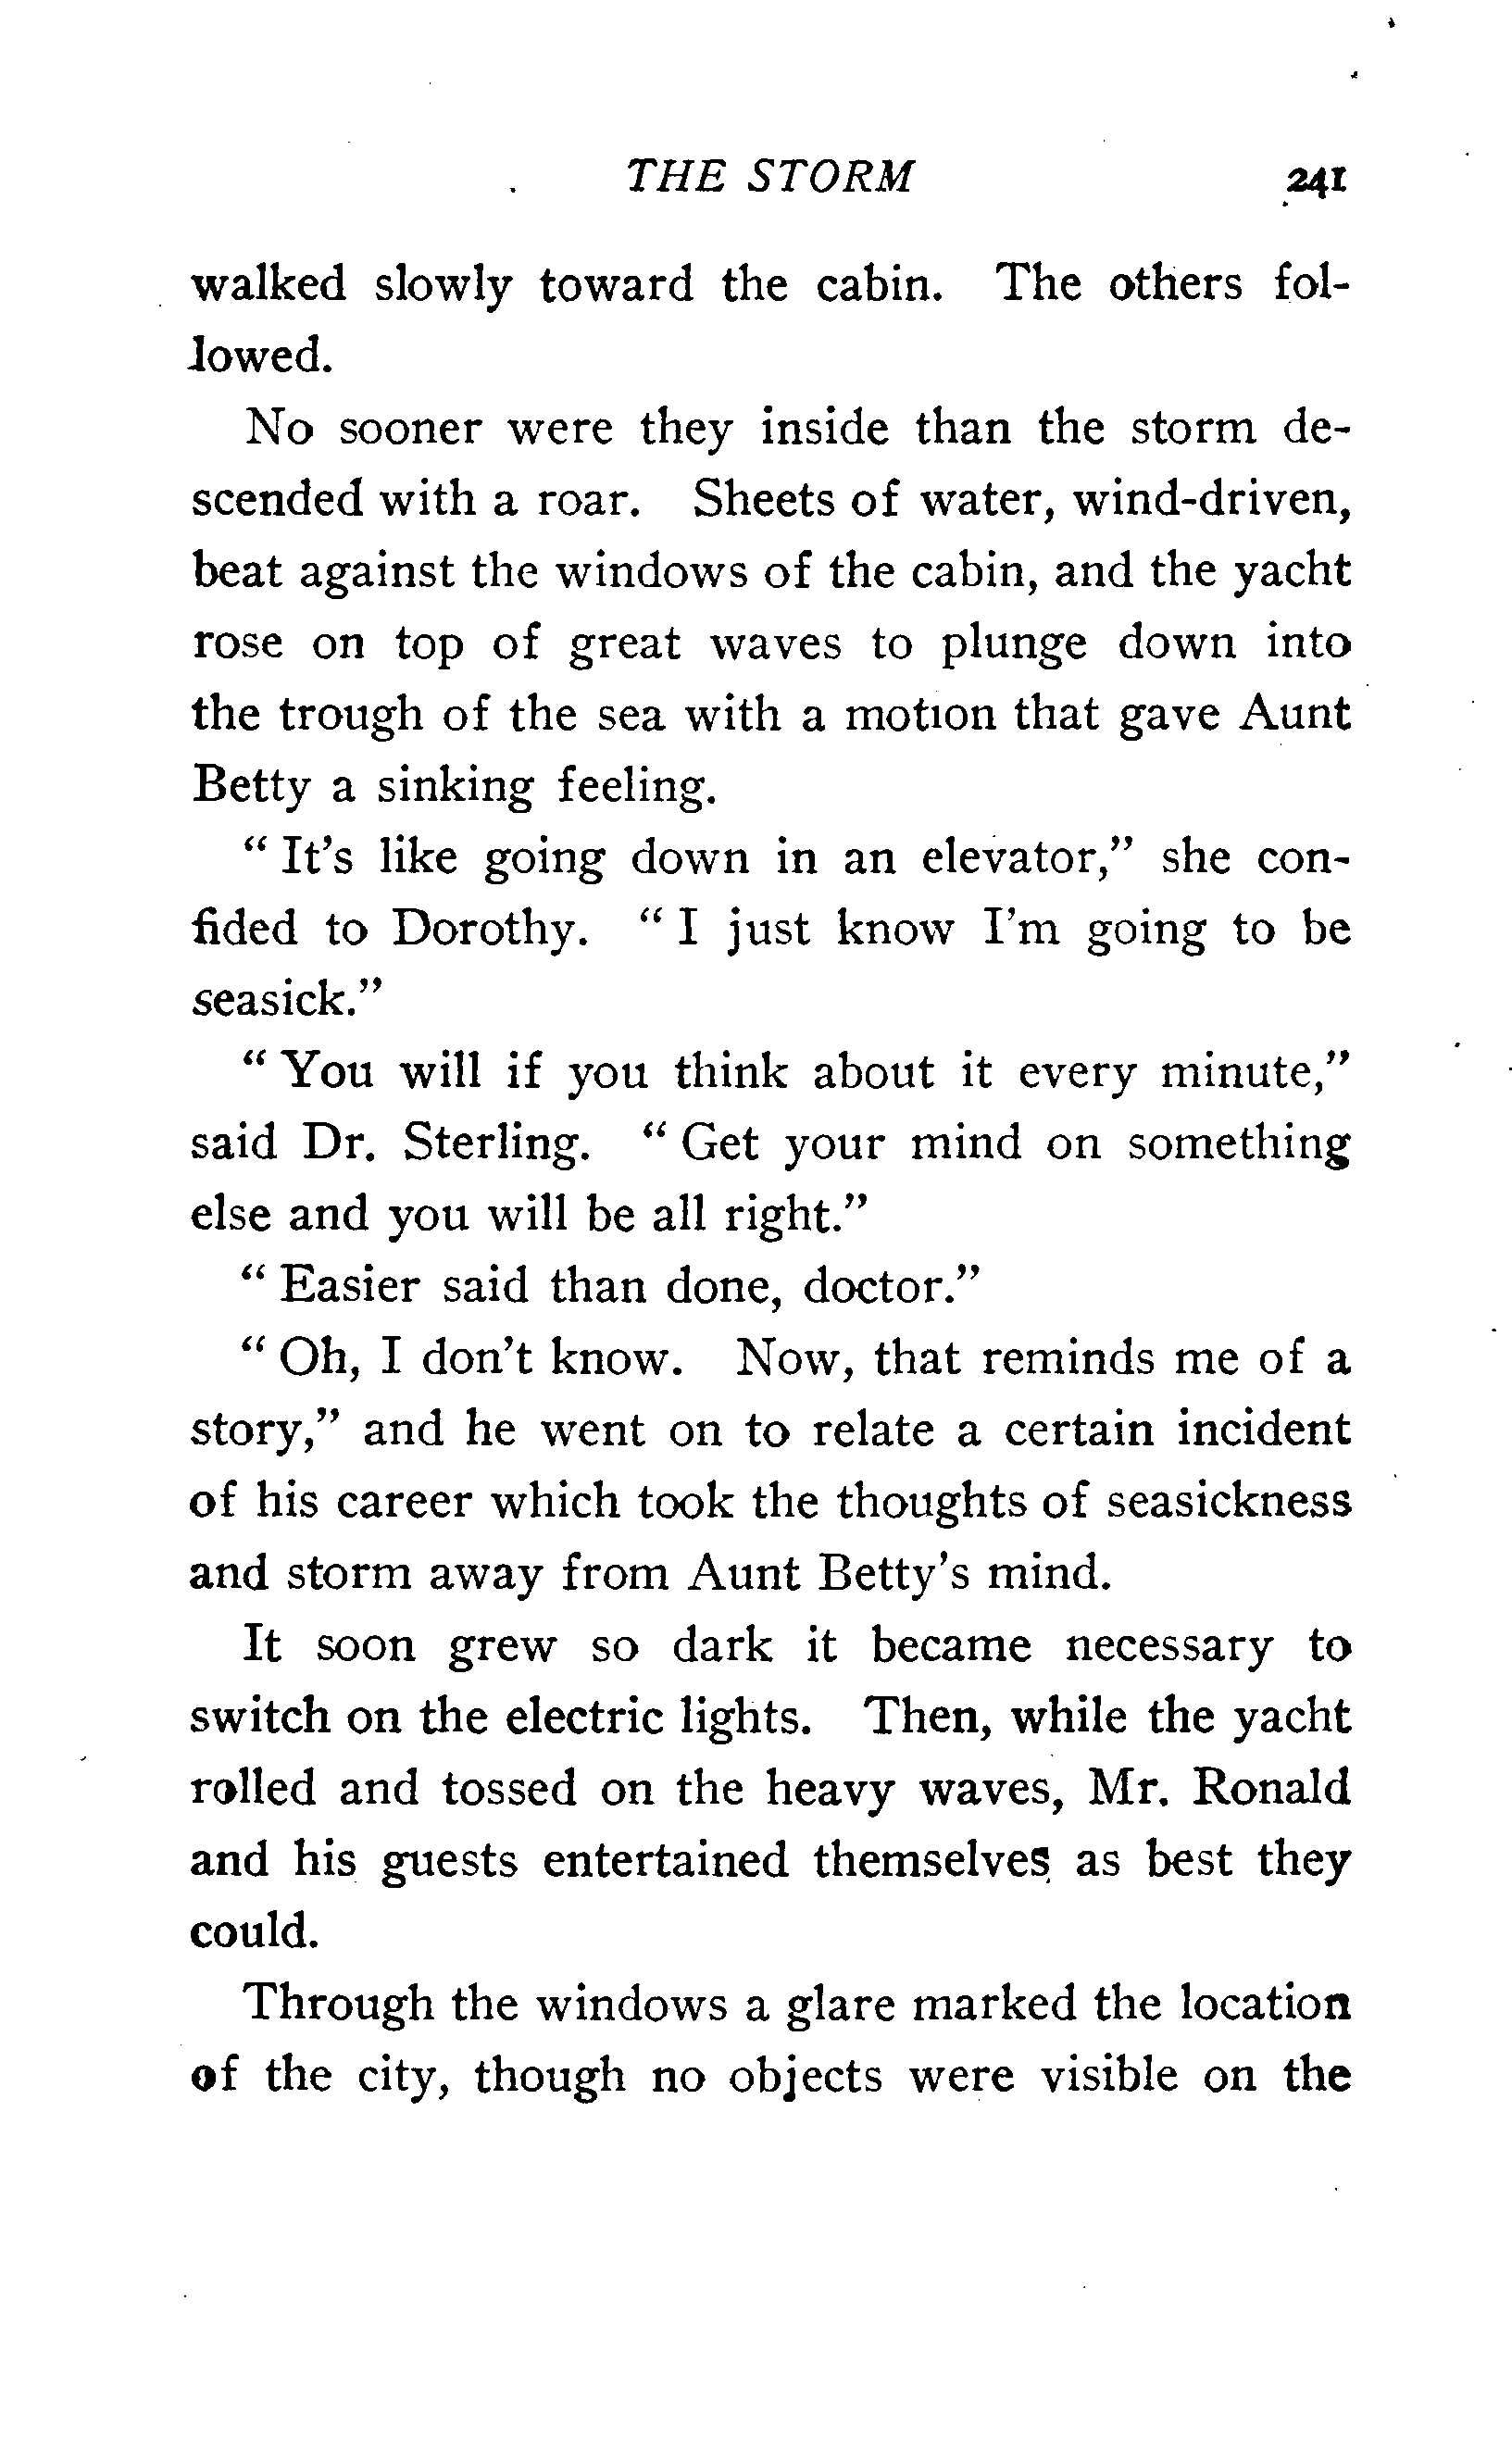 THE STORM 241
walked slowly toward the cabin. The others fol-
lowed.
No sooner were they inside than the storm de-
scended with a roar. Sheets of water, wind-driven,
beat against the windows of the cabin, and the yacht
rose on top of great waves to plunge down into
the trough of the sea with a motion that gave Aunt
Betty a sinking feeling.
" It's like going down in an elevator," she con-
fided to Dorothy. " I just know I'm going to be
seasick."
" You will if you think about it every minute,"
said Dr. Sterling. " Get your mind on something
else and you will be all right."
" Easier said than done, doctor."
" Oh, I don't know. Now, that reminds me of a
story," and he went on to relate a certain incident
of his career which took the thoughts of seasickness
and storm away from Aunt Betty's mind.
It soon grew so dark it became necessary to
switch on the electric lights. Then, while the yacht
rolled and tossed on the heavy waves, Mr. Ronald
and his guests entertained themselves as best they
could.
Through the windows a glare marked the location
of the city, though no objects were visible on the